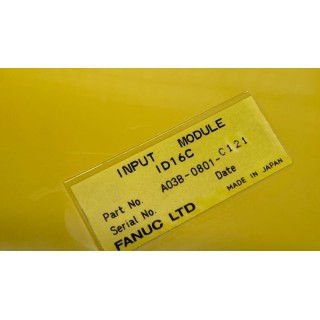 INPUT MODULE
ID16C
Part No. A03B-0801-C121
Serial No. Date
FANUC LTD MADE IN JAPAN